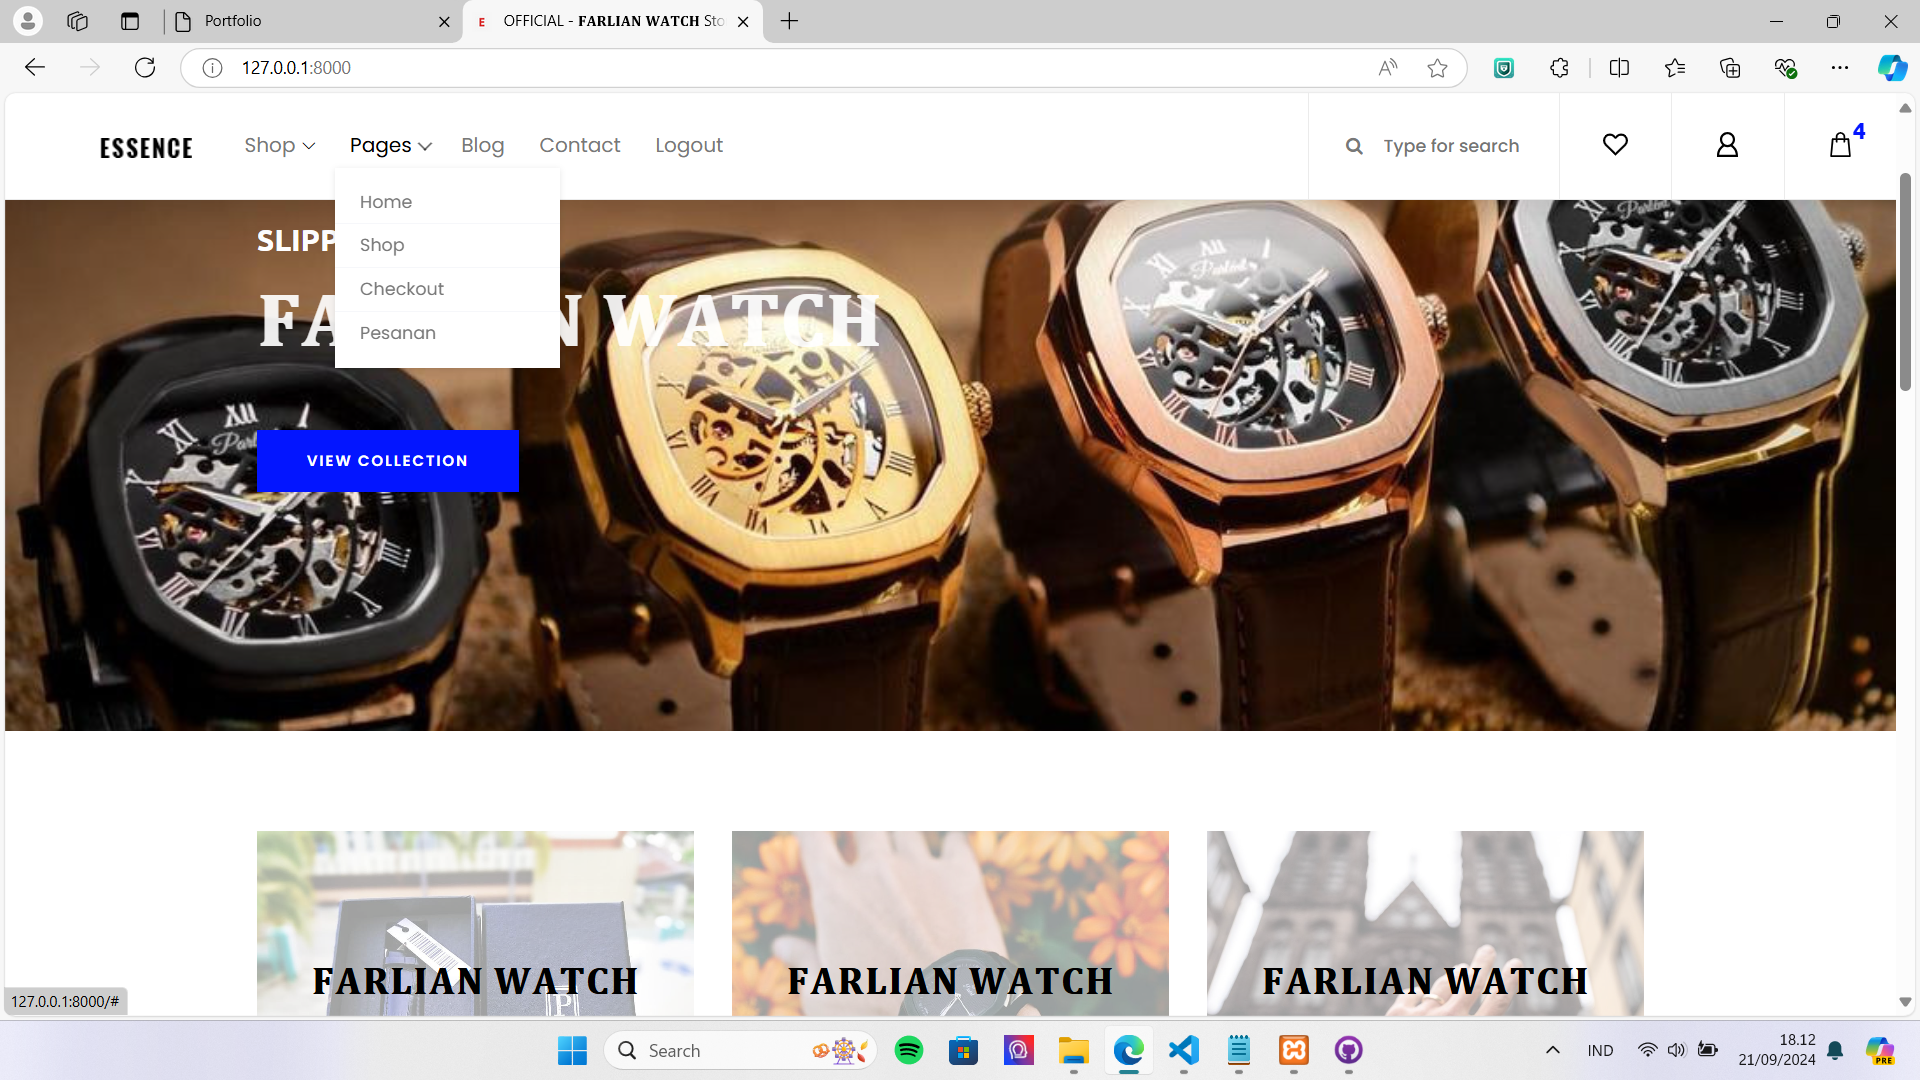 Portfolio
OFFICIAL - FARLIAN WATCH Sto
127.0.0.1:8000
ESSENCE
Shop
Pages
Blog
Contact
Logout
Type for search
4
Home
Shop
Checkout
Pesanan
SLIPP
FA N WATCH
VIEW COLLECTION
FARLIAN WATCH
FARLIAN WATCH
FARLIAN WATCH
127.0.0.1:8000/#
Search
IND
18.12
21/09/2024
PRE